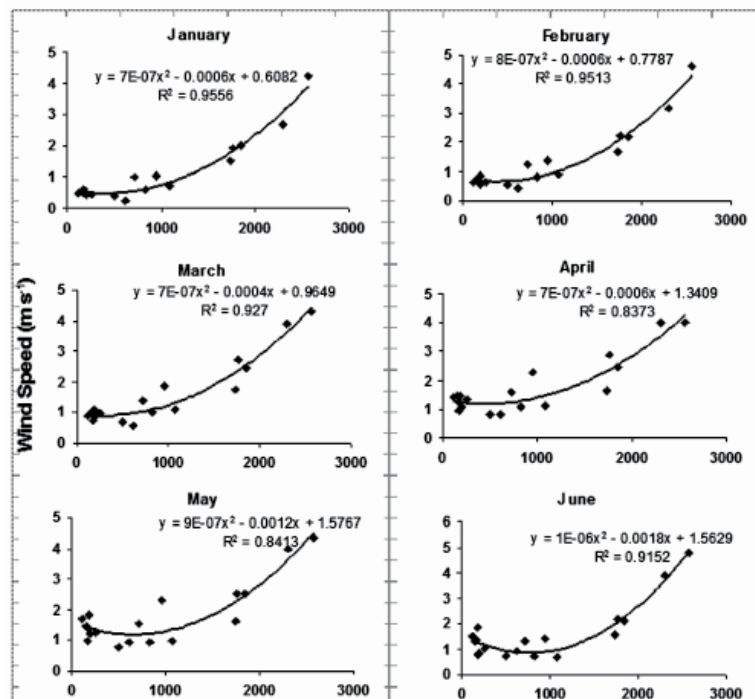 January
y = 7E-07x² - 0.0006x + 0.6082
R² = 0.9556
5
4
3
2
1
0
0 1000 2000 3000
February
y = 8E-07x² - 0.0006x + 0.7787
R² = 0.9513
5
4
3
2
1
0
0 1000 2000 3000
Wind Speed (m s⁻¹)
March
y = 7E-07x² - 0.0004x + 0.9649
R² = 0.927
5
4
3
2
1
0
0 1000 2000 3000
April
y = 7E-07x² - 0.0006x + 1.3409
R² = 0.8373
5
4
3
2
1
0
0 1000 2000 3000
May
y = 9E-07x² - 0.0012x + 1.5767
R² = 0.8413
5
4
3
2
1
0
0 1000 2000 3000
June
y = 1E-06x² - 0.0018x + 1.5629
R² = 0.9152
6
5
4
3
2
1
0
0 1000 2000 3000